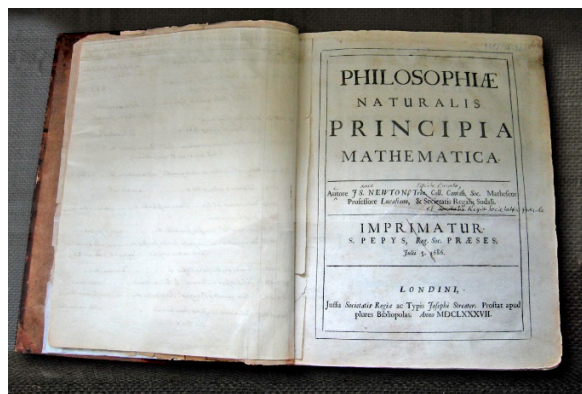 PHILOSOPHIÆ
NATURALIS
PRINCIPIA
MATHEMATICA.
Autore JS. NEWTON, Trin. Coll. Cantab. Soc. Matheseos
Professore Lucasiano, & Societatis Regalis Sodali.
IMPRIMATUR.
S. PEPYS, Reg. Soc. PRÆSES.
Julii 5. 1686.
LONDINI,
Jussu Societatis Regiæ ac Typis Josephi Streater. Prostat apud
plures Bibliopolas. Anno MDCLXXXVII.